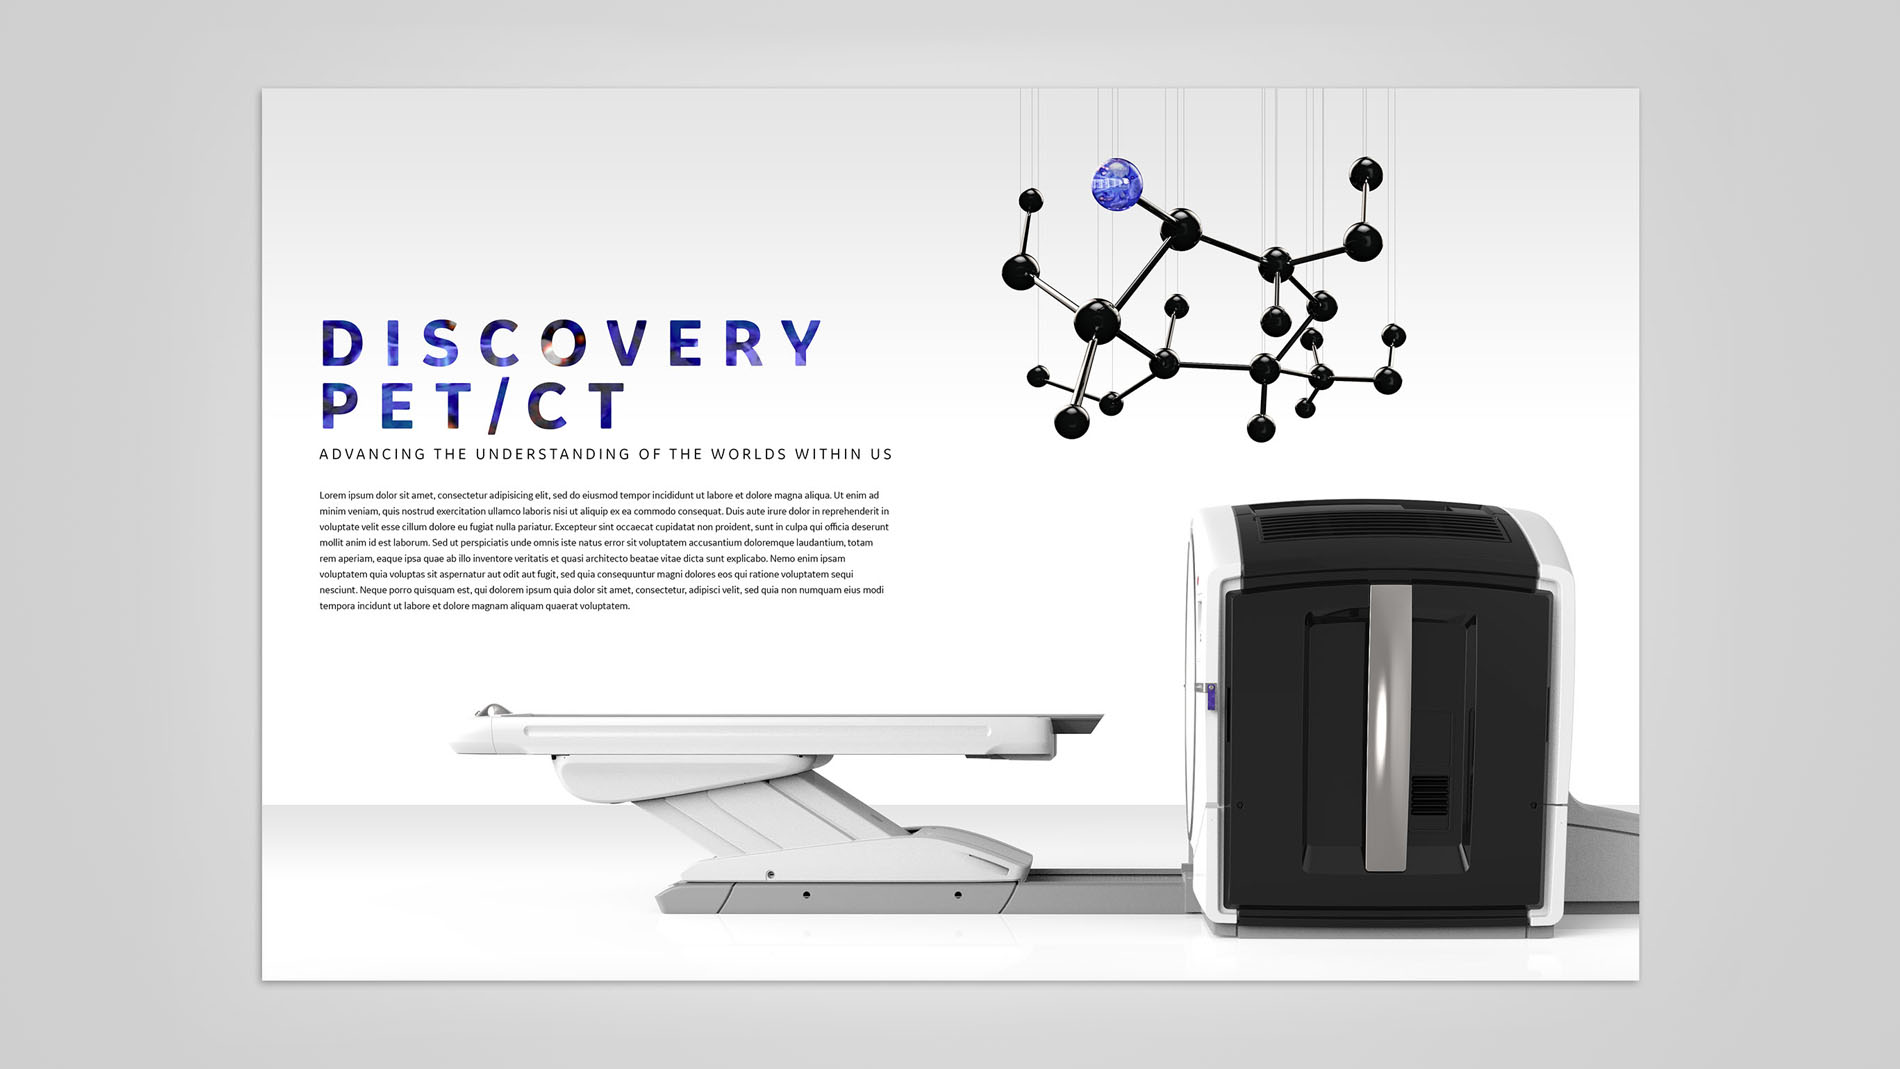 DISCOVERY
PET/CT
ADVANCING THE UNDERSTANDING OF THE WORLDS WITHIN US
Lorem ipsum dolor sit amet, consectetur adipisicing elit, sed do eiusmod tempor incididunt ut labore et dolore magna aliqua. Ut enim ad
minim veniam, quis nostrud exercitation ullamco laboris nisi ut aliquip ex ea commodo consequat. Duis aute irure dolor in reprehenderit in
voluptate velit esse cillum dolore eu fugiat nulla pariatur. Excepteur sint occaecat cupidatat non proident, sunt in culpa qui officia deserunt
mollit anim id est laborum. Sed ut perspiciatis unde omnis iste natus error sit voluptatem accusantium doloremque laudantium, totam
rem aperiam, eaque ipsa quae ab illo inventore veritatis et quasi architecto beatae vitae dicta sunt explicabo. Nemo enim ipsam
voluptatem quia voluptas sit aspernatur aut odit aut fugit, sed quia consequuntur magni dolores eos qui ratione voluptatem sequi
nesciunt. Neque porro quisquam est, qui dolorem ipsum quia dolor sit amet, consectetur, adipisci velit, sed quia non numquam eius modi
tempora incidunt ut labore et dolore magnam aliquam quaerat voluptatem.